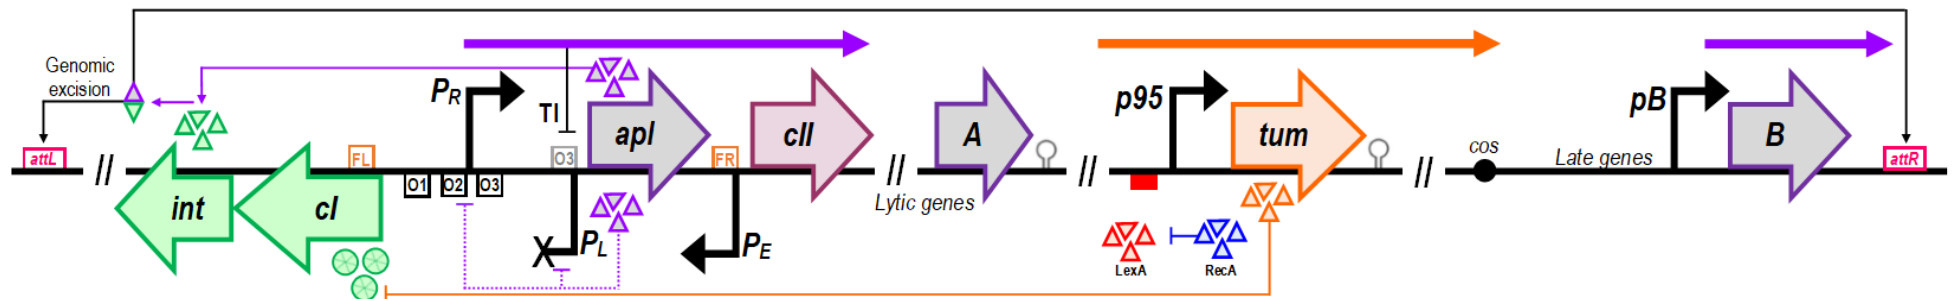 Genomic
excision
attL
//
int
cI
FL
O1
O2
O3
PR
TI
O3
X
PL
apl
FR
PE
cII
//
Lytic genes
A
//
p95
LexA
RecA
tum
//
cos
Late genes
pB
B
attR